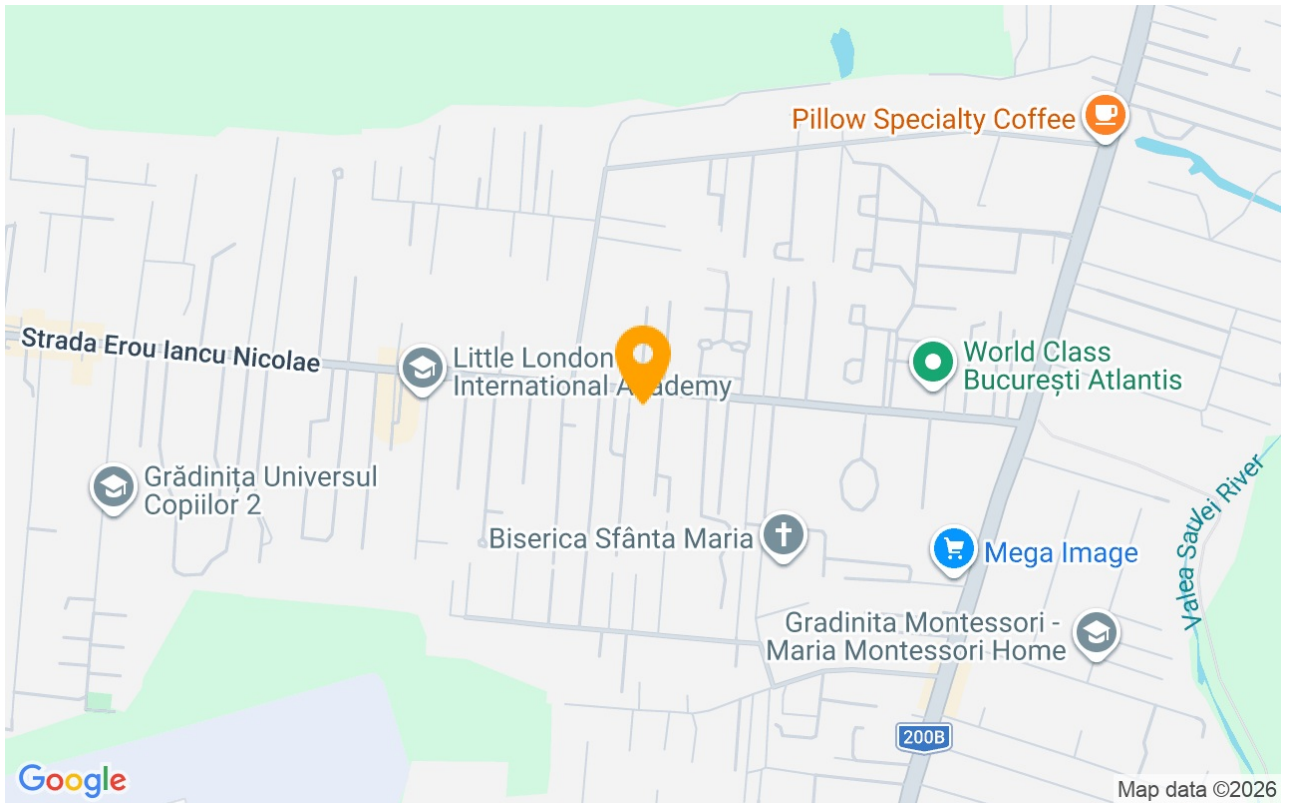 Pillow Specialty Coffee
Strada Erou Iancu Nicolae
Little London
International Academy
World Class
București Atlantis
Grădinița Universul
Copiilor 2
Biserica Sfânta Maria
Mega Image
Valea Saulei River
Gradinita Montessori -
Maria Montessori Home
200B
Google
Map data ©2026